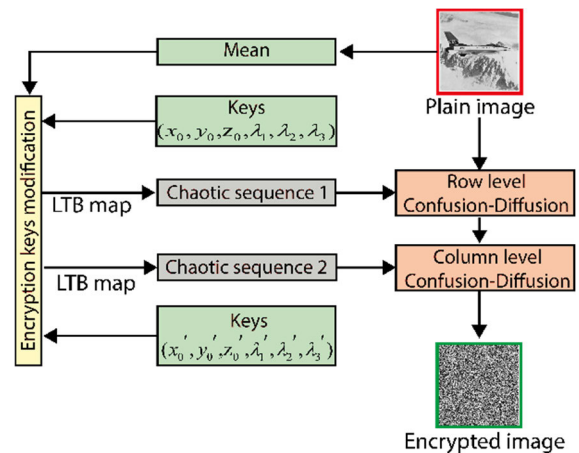 Mean
Plain image
Keys
(x₀, y₀, z₀, λ₁, λ₂, λ₃)
Encryption keys modification
LTB map
Chaotic sequence 1
Row level
Confusion-Diffusion
LTB map
Chaotic sequence 2
Column level
Confusion-Diffusion
Keys
(x₀′, y₀′, z₀′, λ₁′, λ₂′, λ₃′)
Encrypted image